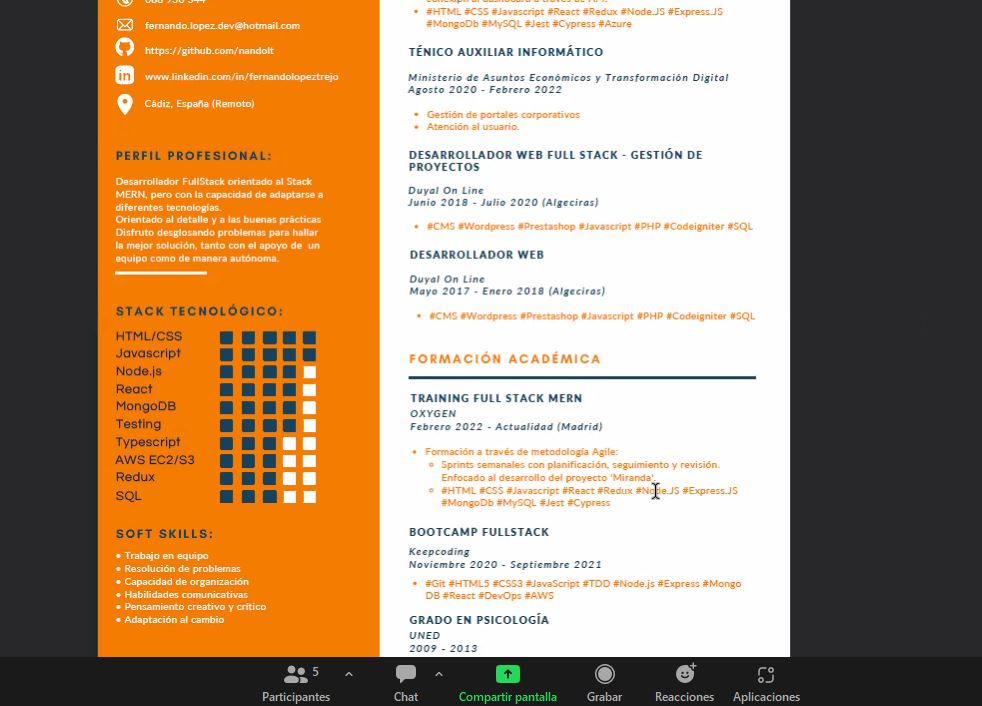 fernando.lopez.dev@hotmail.com
https://github.com/nandolt
www.linkedin.com/in/fernandolopeztrejo
Cádiz, España (Remoto)
PERFIL PROFESIONAL:
Desarrollador FullStack orientado al Stack
MERN, pero con la capacidad de adaptarse a
diferentes tecnologías.
Orientado al detalle y a las buenas prácticas
Disfruto desglosando problemas para hallar
la mejor solución, tanto con el apoyo de un
equipo como de manera autónoma.
STACK TECNOLÓGICO:
HTML/CSS
Javascript
Node.js
React
MongoDB
Testing
Typescript
AWS EC2/S3
Redux
SQL
SOFT SKILLS:
• Trabajo en equipo
• Resolución de problemas
• Capacidad de organización
• Habilidades comunicativas
• Pensamiento creativo y crítico
• Adaptación al cambio
#HTML #CSS #Javascript #React #Redux #Node.JS #Express.JS
#MongoDb #MySQL #Jest #Cypress #Azure
TÉNICO AUXILIAR INFORMÁTICO
Ministerio de Asuntos Económicos y Transformación Digital
Agosto 2020 - Febrero 2022
• Gestión de portales corporativos
• Atención al usuario.
DESARROLLADOR WEB FULL STACK - GESTIÓN DE
PROYECTOS
Duyal On Line
Junio 2018 - Julio 2020 (Algeciras)
• #CMS #Wordpress #Prestashop #Javascript #PHP #Codeigniter #SQL
DESARROLLADOR WEB
Duyal On Line
Mayo 2017 - Enero 2018 (Algeciras)
• #CMS #Wordpress #Prestashop #Javascript #PHP #Codeigniter #SQL
FORMACIÓN ACADÉMICA
TRAINING FULL STACK MERN
OXYGEN
Febrero 2022 - Actualidad (Madrid)
• Formación a través de metodología Agile:
Sprints semanales con planificación, seguimiento y revisión.
Enfocado al desarrollo del proyecto 'Miranda'.
#HTML #CSS #Javascript #React #Redux #Node.JS #Express.JS
#MongoDb #MySQL #Jest #Cypress
BOOTCAMP FULLSTACK
Keepcoding
Noviembre 2020 - Septiembre 2021
• #Git #HTML5 #CSS3 #JavaScript #TDD #Node.js #Express #Mongo
DB #React #DevOps #AWS
GRADO EN PSICOLOGÍA
UNED
2009 - 2013
5
Participantes
Chat
Compartir pantalla
Grabar
Reacciones
Aplicaciones